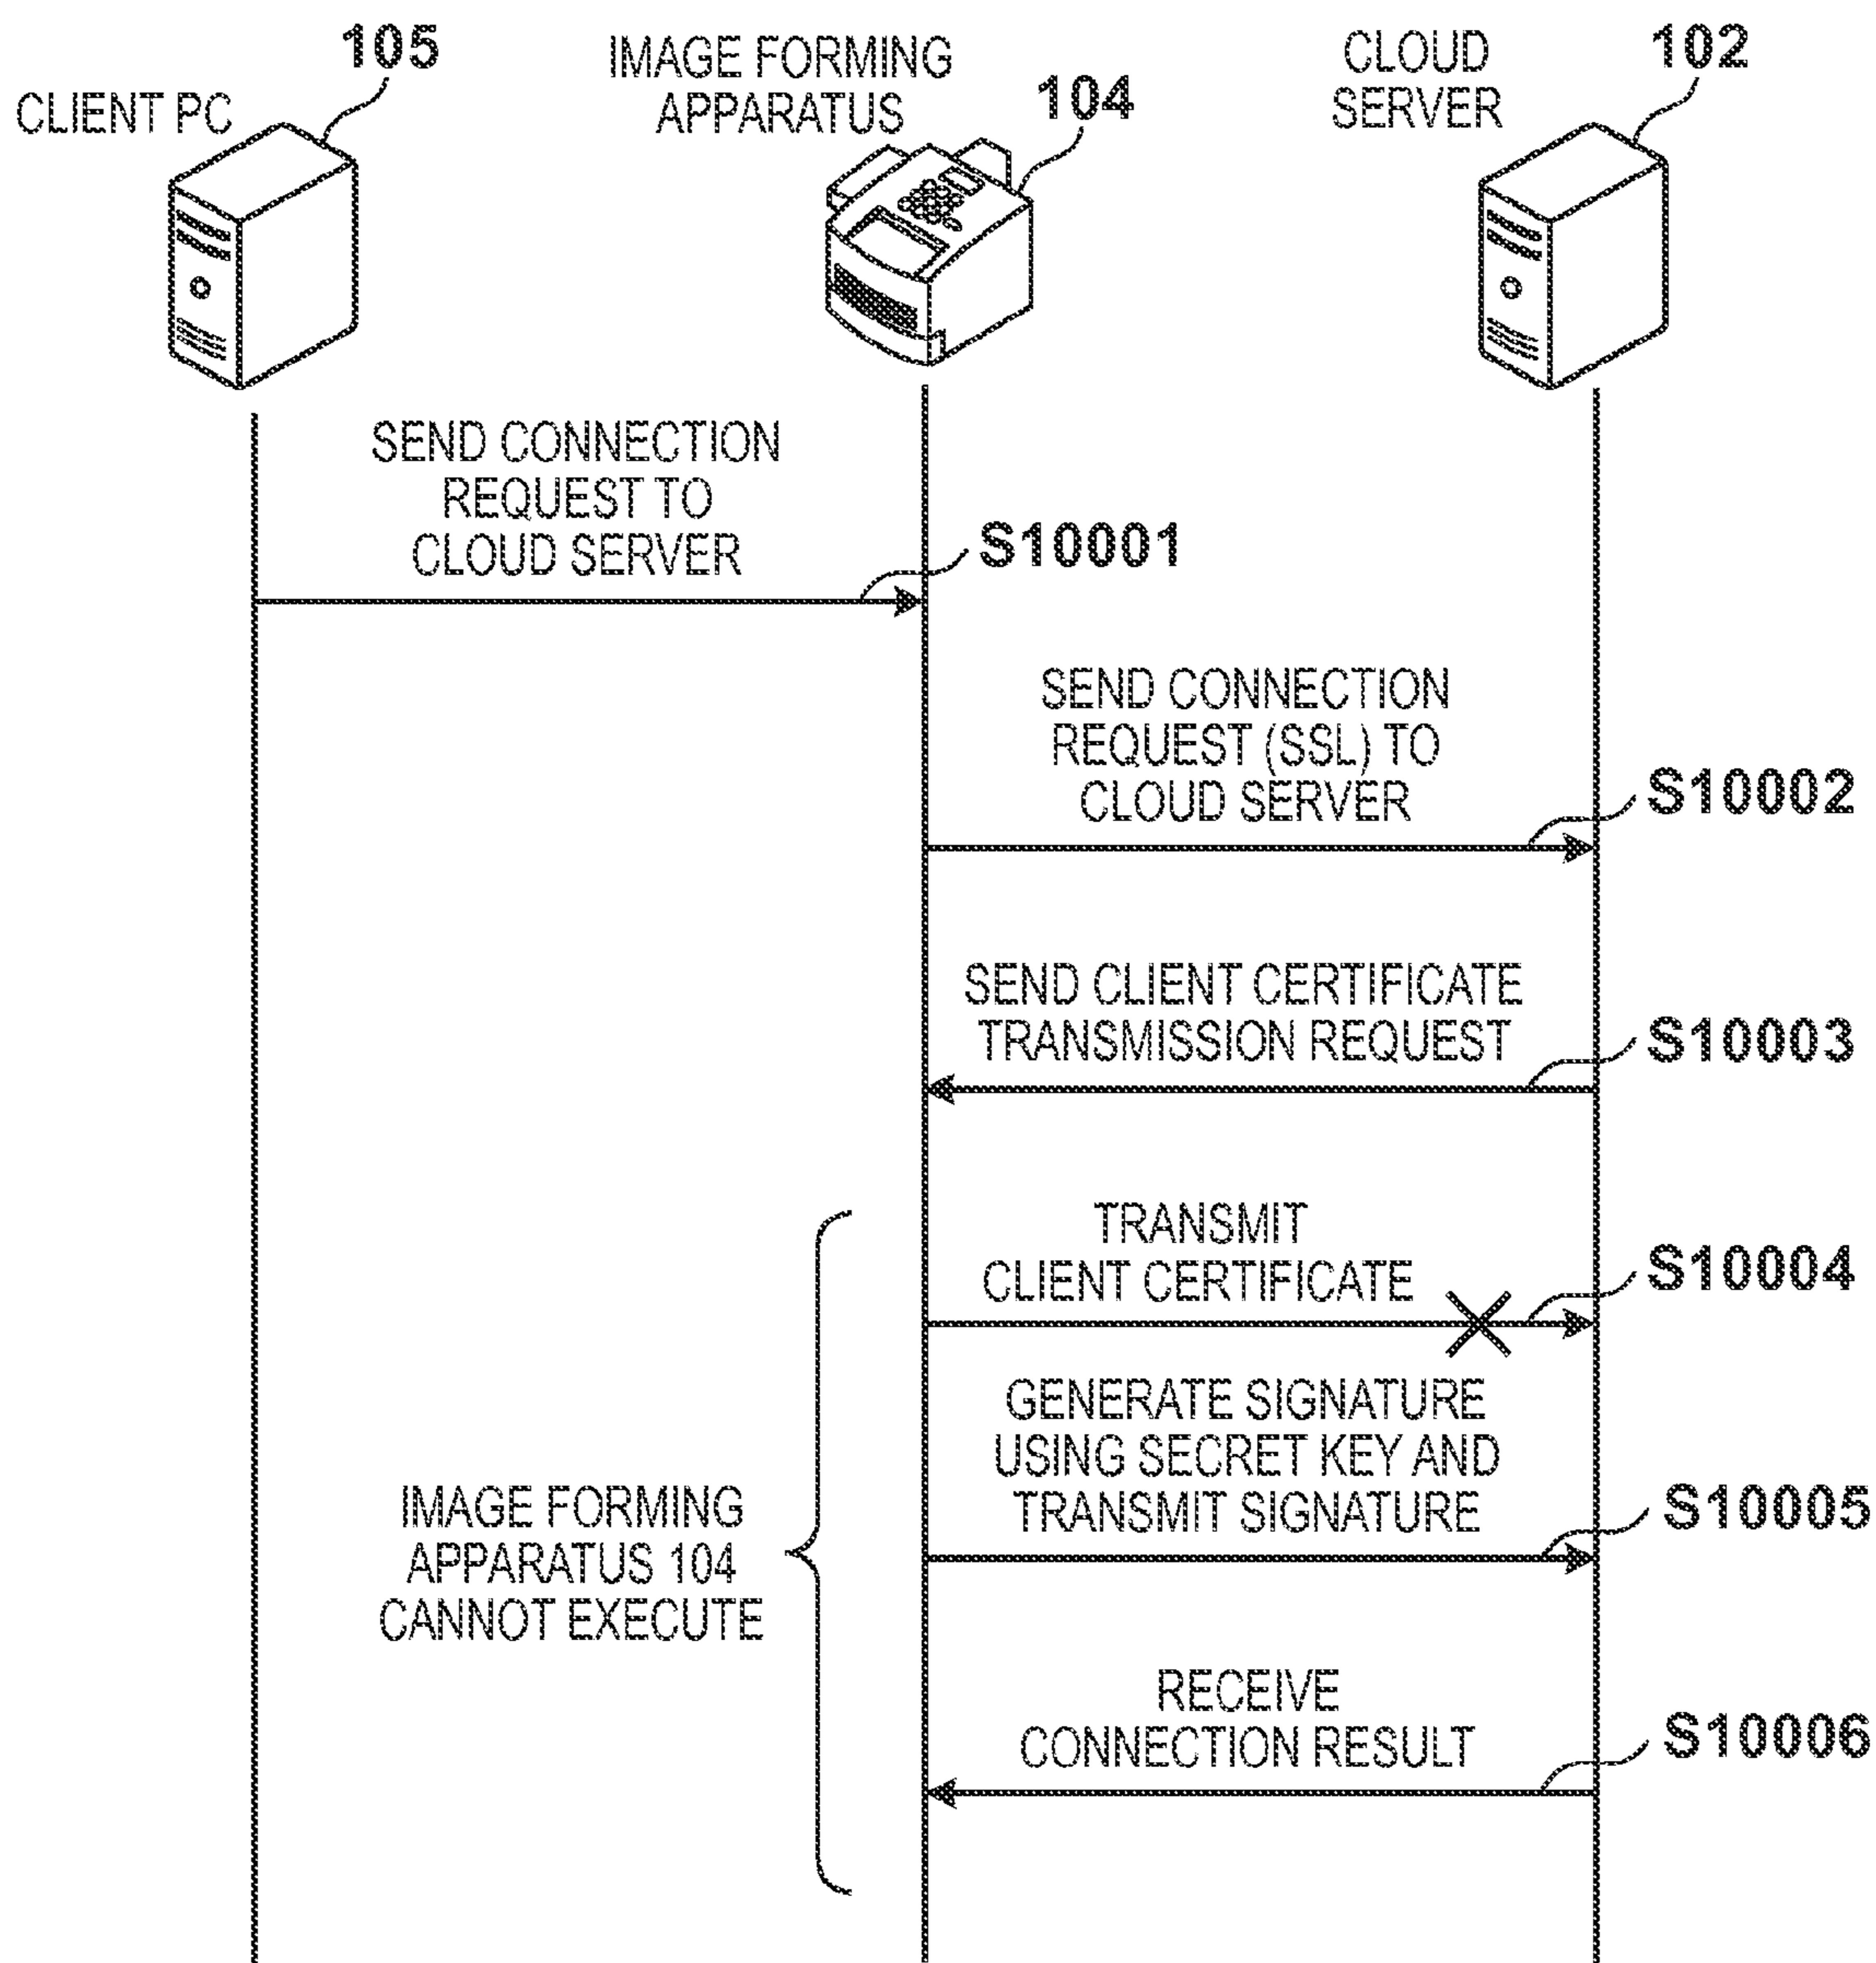 105
CLIENT PC
IMAGE FORMING
APPARATUS
104
CLOUD
SERVER
102
SEND CONNECTION
REQUEST TO
CLOUD SERVER
S10001
SEND CONNECTION
REQUEST (SSL) TO
CLOUD SERVER
S10002
SEND CLIENT CERTIFICATE
TRANSMISSION REQUEST
S10003
TRANSMIT
CLIENT CERTIFICATE
S10004
GENERATE SIGNATURE
USING SECRET KEY AND
TRANSMIT SIGNATURE
S10005
IMAGE FORMING
APPARATUS 104
CANNOT EXECUTE
RECEIVE
CONNECTION RESULT
S10006